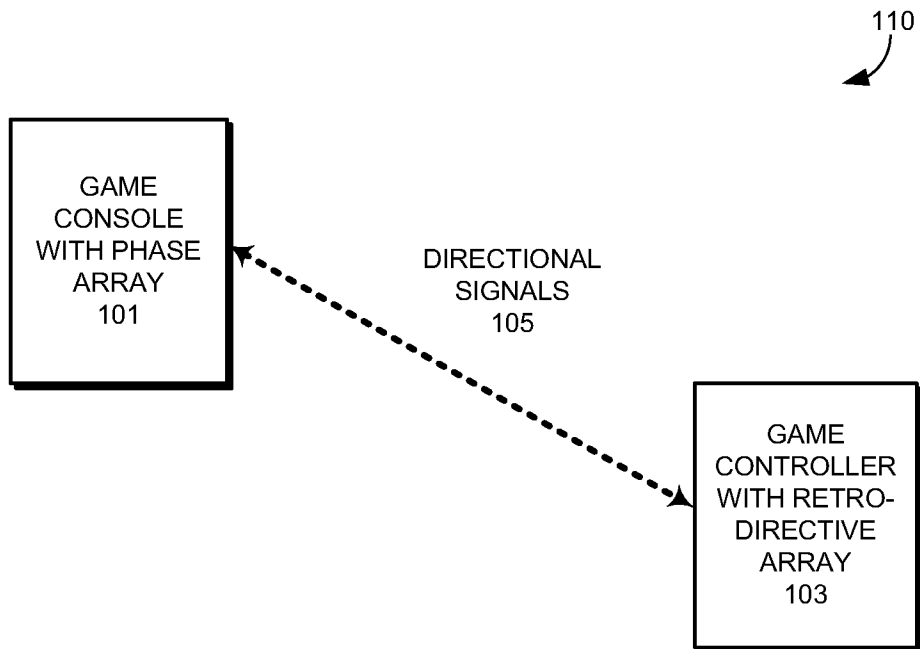 110
GAME
CONSOLE
WITH PHASE
ARRAY
101
DIRECTIONAL
SIGNALS
105
GAME
CONTROLLER
WITH RETRO-
DIRECTIVE
ARRAY
103